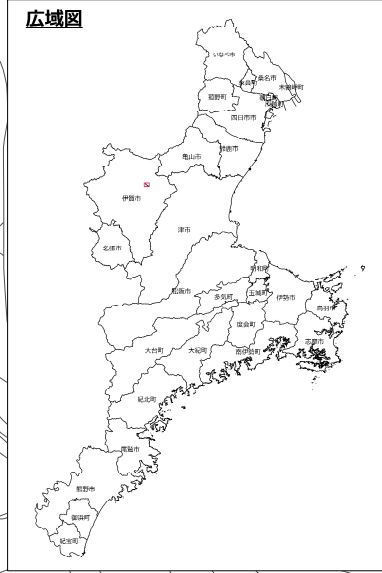 広域図
いなべ市
桑名市
東員町
木曽岬町
菰野町
朝日町
川越町
四日市市
亀山市
鈴鹿市
伊賀市
津市
名張市
明和町
松阪市
多気町
玉城町
伊勢市
鳥羽市
度会町
大台町
大紀町
南伊勢町
志摩市
紀北町
尾鷲市
熊野市
御浜町
紀宝町